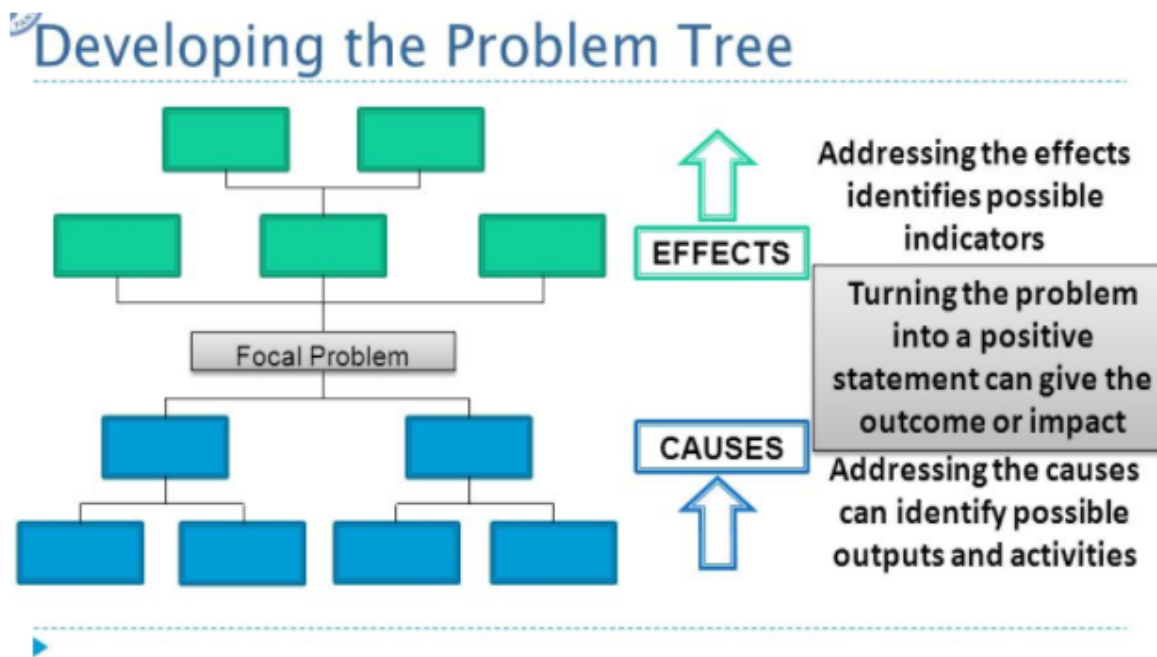 Developing the Problem Tree
Addressing the effects
identifies possible
indicators
EFFECTS
Turning the problem
into a positive
statement can give the
outcome or impact
Focal Problem
CAUSES
Addressing the causes
can identify possible
outputs and activities